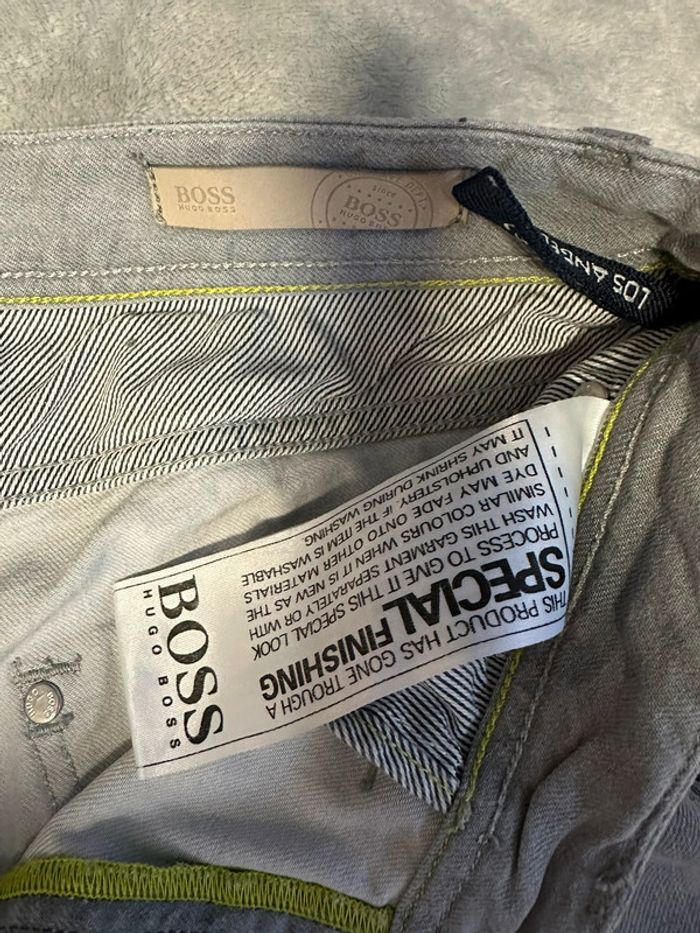 BOSS
HUGO BOSS
since
BOSS
HUGO BOSS
LOS ANGEL
THIS PRODUCT HAS GONE TROUGH A
SPECIAL FINISHING
PROCESS TO GIVE IT THIS SPECIAL LOOK
WASH THIS GARMENT SEPARATELY OR WITH
SIMILAR COLOURS WHEN IT IS NEW AS THE
DYE MAY FADE ONTO OTHER MATERIALS
AND UPHOLSTERY. IF THE ITEM IS WASHABLE
IT MAY SHRINK DURING WASHING.
BOSS
HUGO BOSS